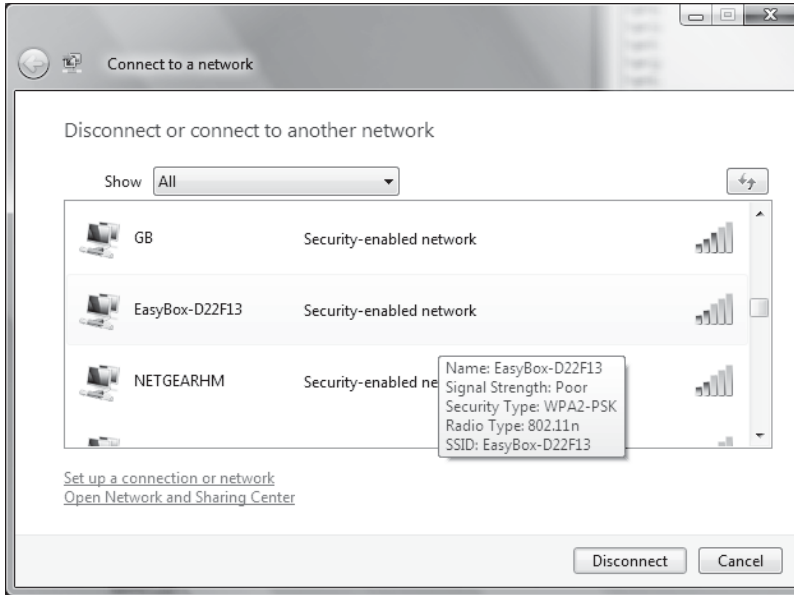 Connect to a network
Disconnect or connect to another network
Show All
GB Security-enabled network
EasyBox-D22F13 Security-enabled network
NETGEARHM Security-enabled ne
Name: EasyBox-D22F13
Signal Strength: Poor
Security Type: WPA2-PSK
Radio Type: 802.11n
SSID: EasyBox-D22F13
Set up a connection or network
Open Network and Sharing Center
Disconnect Cancel